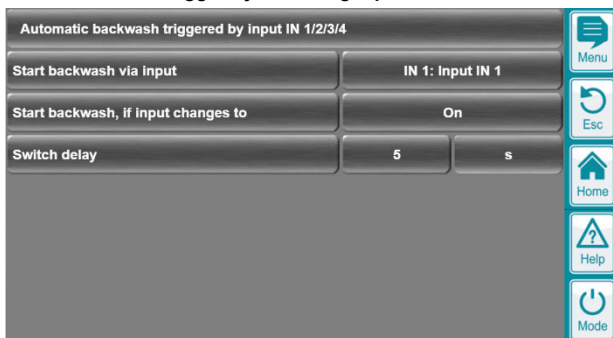 Automatic backwash triggered by input IN 1/2/3/4
Menu
Start backwash via input IN 1: Input IN 1
Start backwash, if input changes to On
Esc
Switch delay 5 s
Home
?
Help
Mode